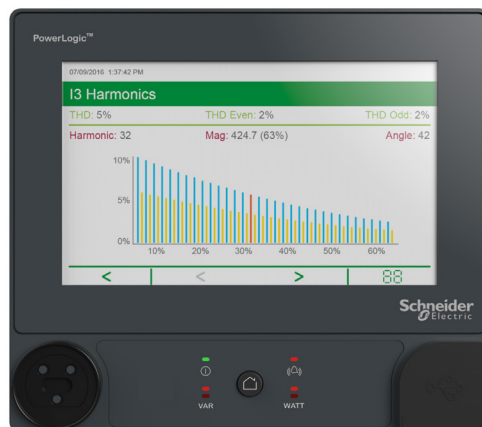 PowerLogic™
07/09/2016 1:37:42 PM
I3 Harmonics
THD: 5% THD Even: 2% THD Odd: 2%
Harmonic: 32 Mag: 424.7 (63%) Angle: 42
10%
5%
0%
10% 20% 30% 40% 50% 60%
< < > 88
Schneider
Electric
VAR WATT